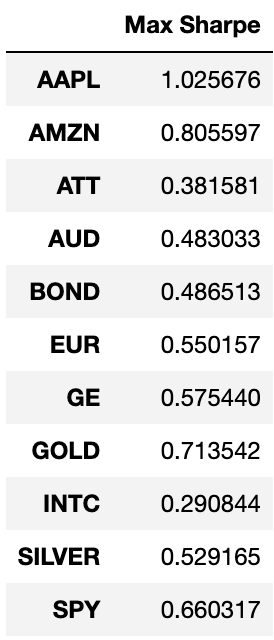 Max Sharpe
AAPL 1.025676
AMZN 0.805597
ATT 0.381581
AUD 0.483033
BOND 0.486513
EUR 0.550157
GE 0.575440
GOLD 0.713542
INTC 0.290844
SILVER 0.529165
SPY 0.660317